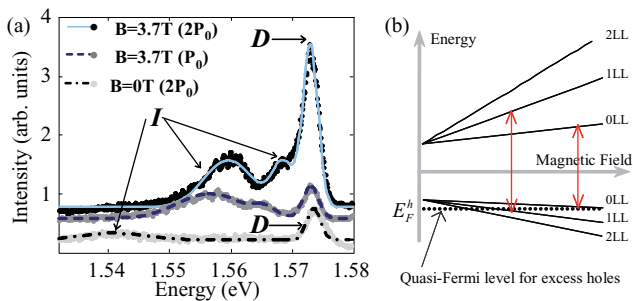 (a)
B=3.7T (2P₀)
B=3.7T (P₀)
B=0T (2P₀)
D
I
D
Intensity (arb. units)
4
3
2
1
1.54 1.55 1.56 1.57 1.58
Energy (eV)
(b)
Energy
2LL
1LL
0LL
Magnetic Field
E_F^h
0LL
1LL
2LL
Quasi-Fermi level for excess holes